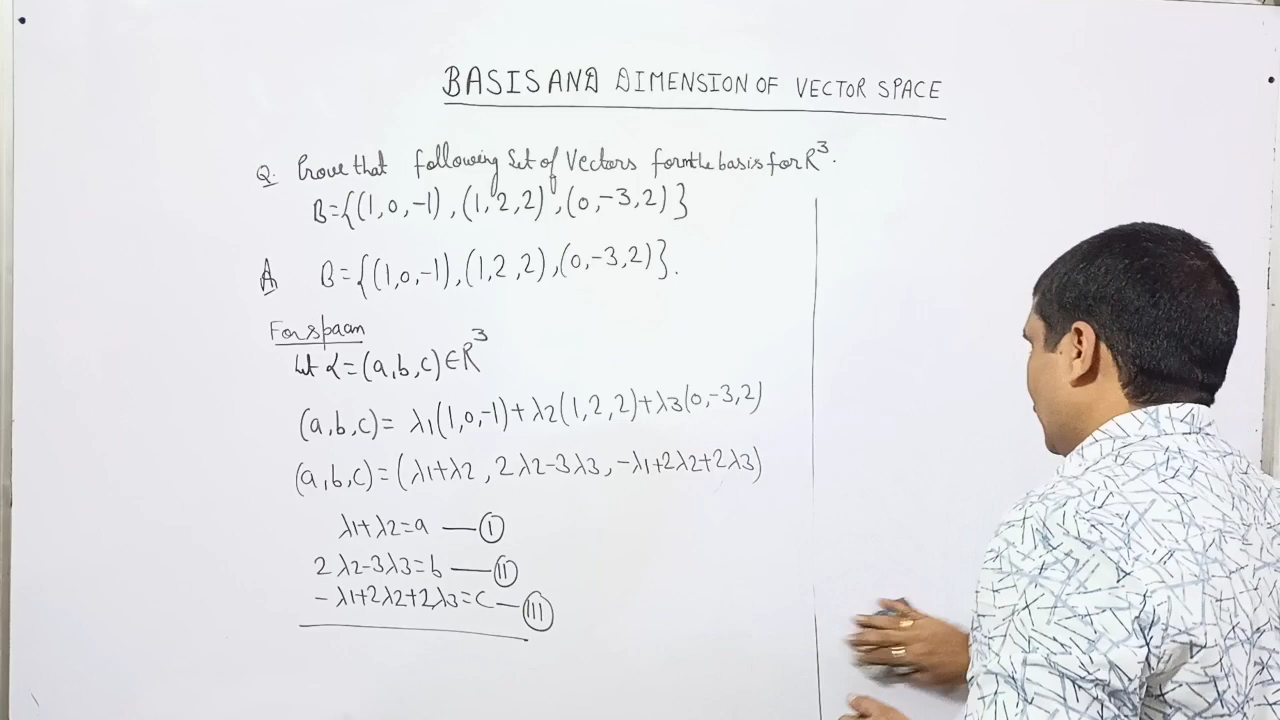 BASIS AND DIMENSION OF VECTOR SPACE
Q. Prove that following Set of Vectors form the basis for R³.
B={(1,0,-1),(1,2,2),(0,-3,2)}
A B={(1,0,-1),(1,2,2),(0,-3,2)}.
For spaan
Let α=(a,b,c)∈R³
(a,b,c)= λ1(1,0,-1)+λ2(1,2,2)+λ3(0,-3,2)
(a,b,c)=(λ1+λ2, 2λ2-3λ3, -λ1+2λ2+2λ3)
λ1+λ2=a —(I)
2λ2-3λ3=b —(II)
-λ1+2λ2+2λ3=c —(III)